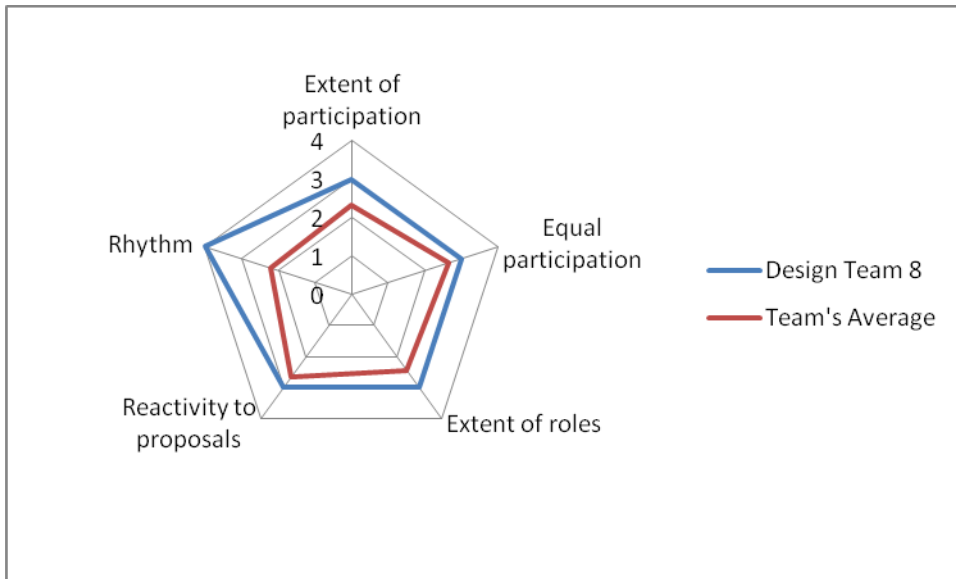 Extent of
participation
4
3
2
1
0
Equal
participation
Extent of roles
Reactivity to
proposals
Rhythm
Design Team 8
Team's Average